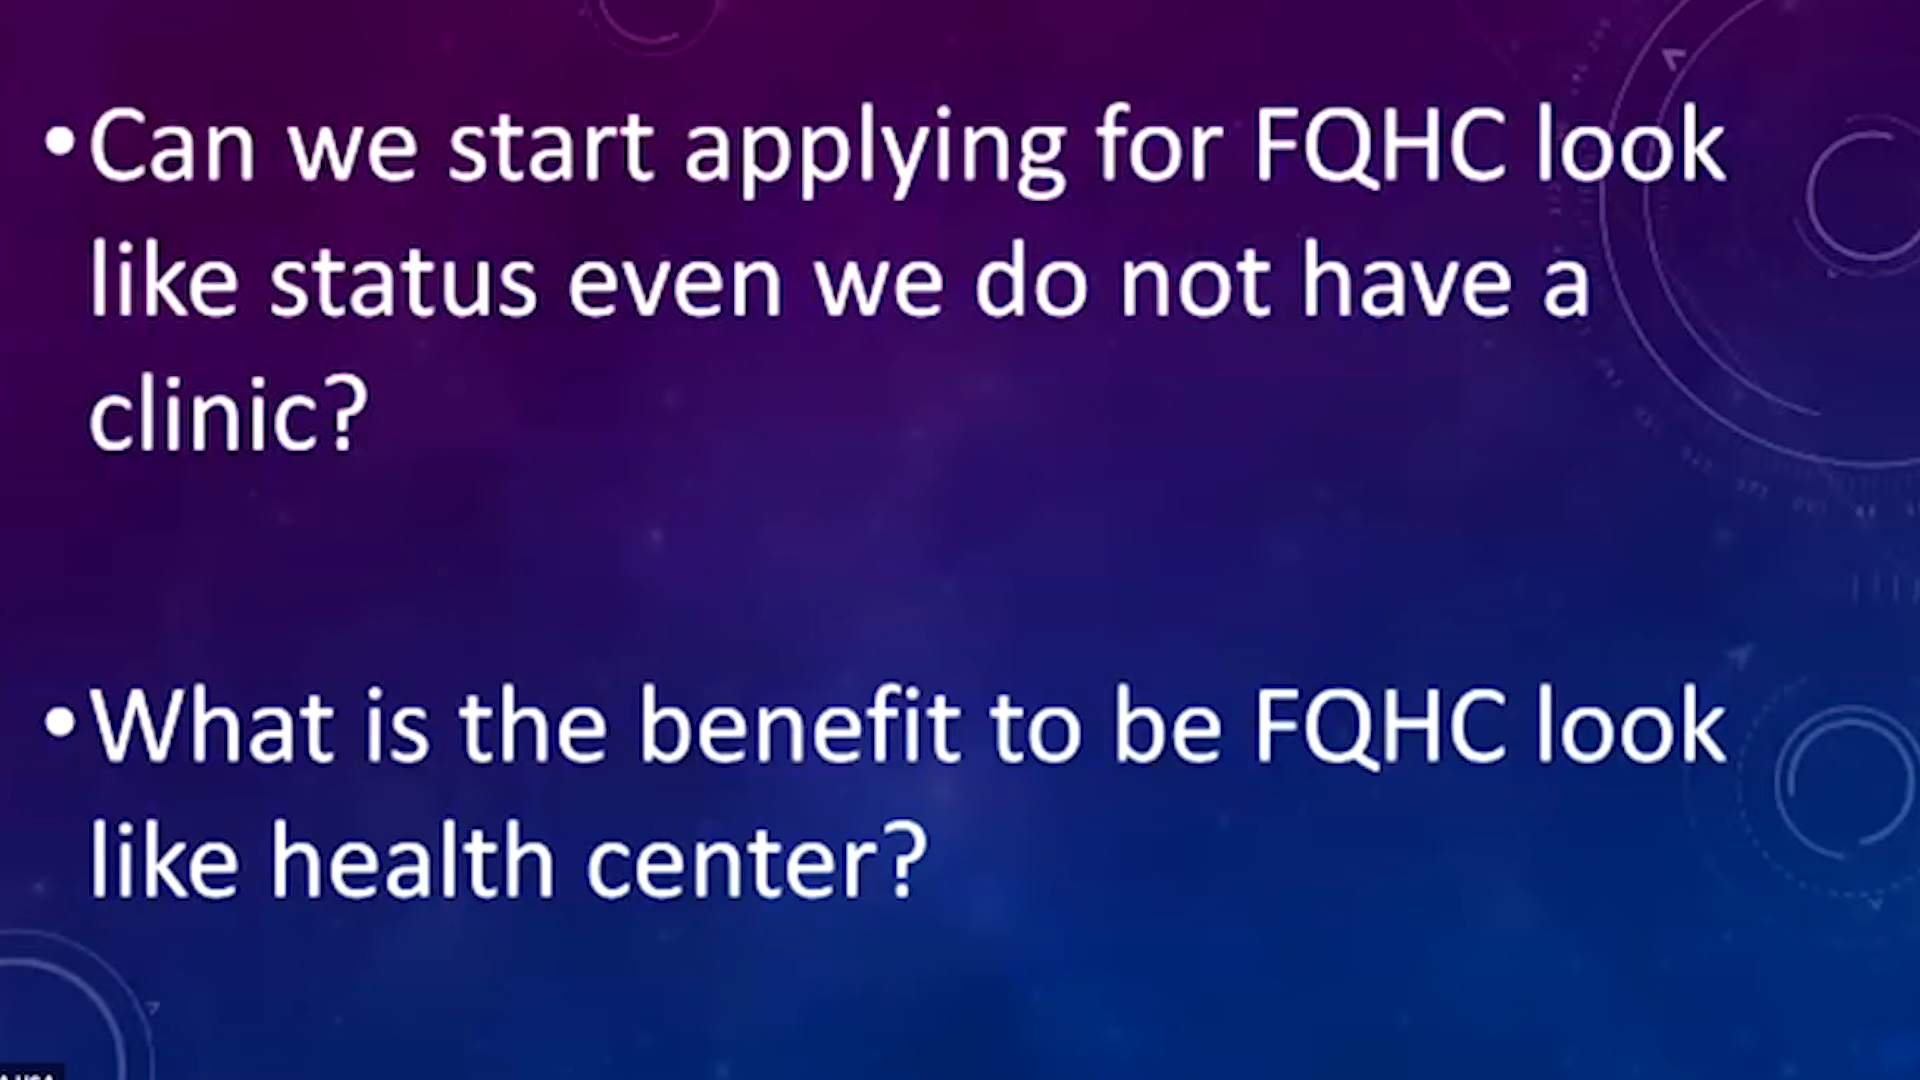 •Can we start applying for FQHC look
like status even we do not have a
clinic?
•What is the benefit to be FQHC look
like health center?